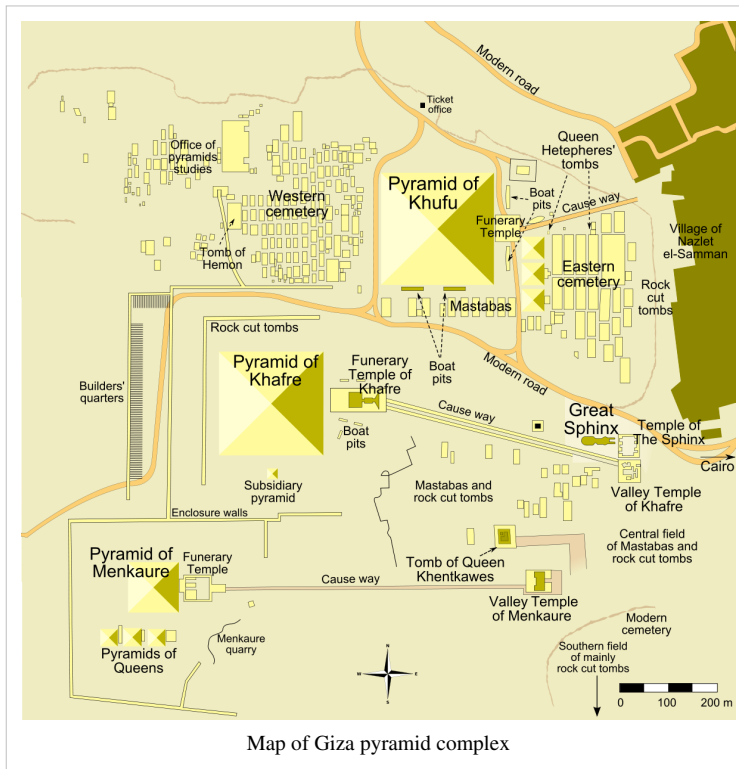 Modern road
Ticket
office
Queen
Hetepheres'
tombs
Office of
pyramids
studies
Western
cemetery
Pyramid of
Khufu
Boat
pits
Cause way
Funerary
Temple
Village of
Nazlet
el-Samman
Tomb of
Hemon
Eastern
cemetery
Rock
cut
tombs
Mastabas
Rock cut tombs
Boat
pits
Modern road
Builders'
quarters
Pyramid of
Khafre
Funerary
Temple of
Khafre
Cause way
Great
Sphinx
Temple of
The Sphinx
Boat
pits
Cairo
Subsidiary
pyramid
Mastabas and
rock cut tombs
Valley Temple
of Khafre
Enclosure walls
Central field
of Mastabas and
rock cut tombs
Pyramid of
Menkaure
Funerary
Temple
Tomb of Queen
Khentkawes
Cause way
Valley Temple
of Menkaure
Modern
cemetery
Pyramids of
Queens
Menkaure
quarry
N
W
E
S
Southern field
of mainly
rock cut tombs
0 100 200 m
Map of Giza pyramid complex